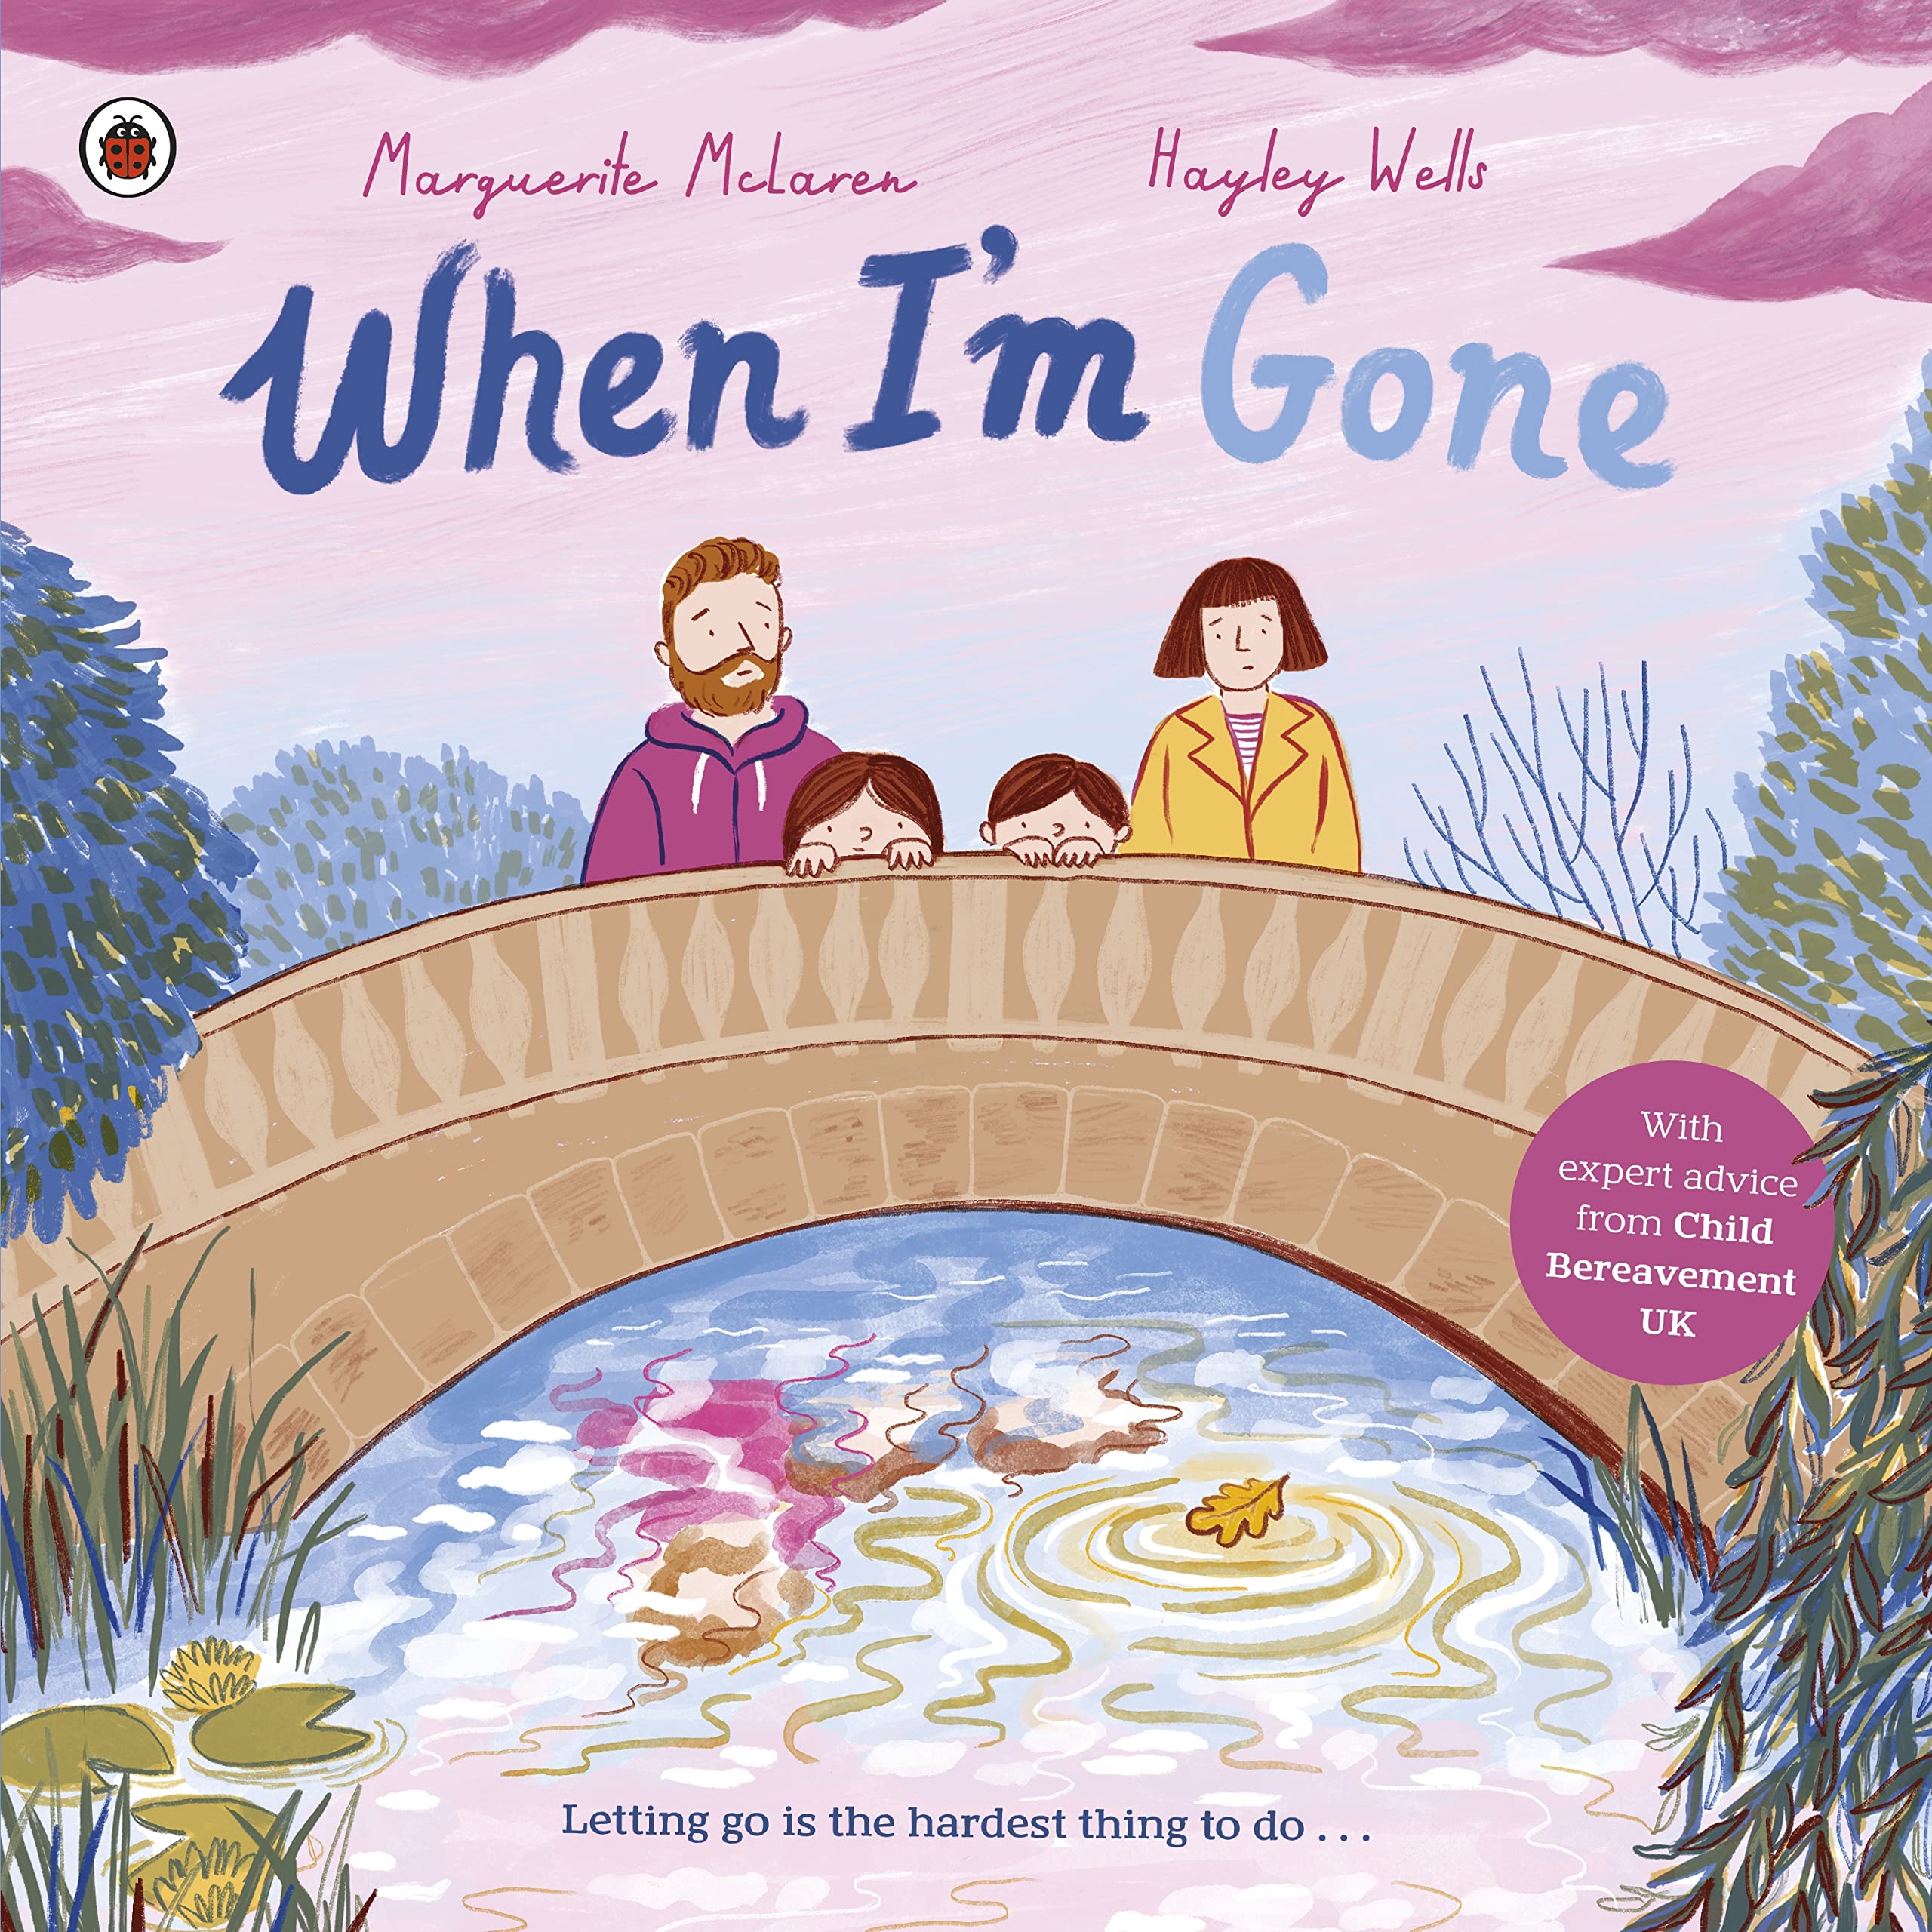 Marguerite McLaren
Hayley Wells
When I'm Gone
With
expert advice
from Child
Bereavement
UK
Letting go is the hardest thing to do . . .